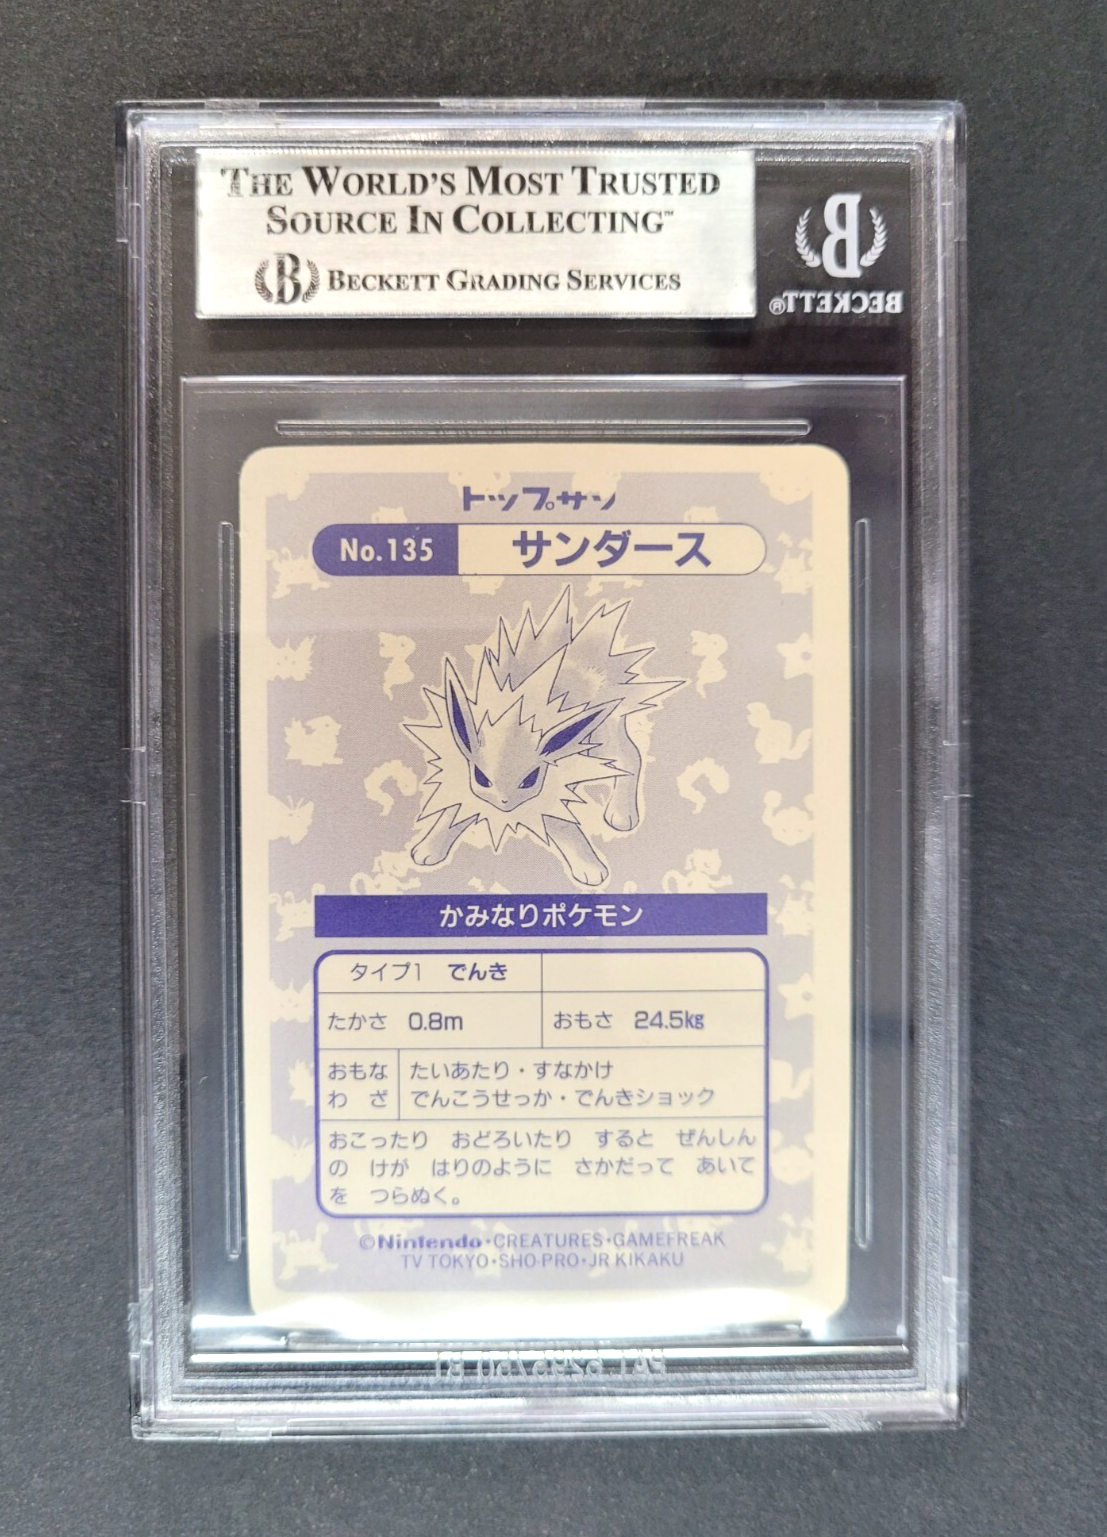 THE WORLD'S MOST TRUSTED
SOURCE IN COLLECTING™
B BECKETT GRADING SERVICES
B
BECKETT®
トップサン
No.135 サンダース
かみなりポケモン
タイプ1 でんき
たかさ 0.8m おもさ 24.5kg
おもな たいあたり・すなかけ
わざ でんこうせっか・でんきショック
おこったり おどろいたり すると ぜんしん
の けが はりのように さかだって あいて
を つらぬく。
©Nintendo・CREATURES・GAMEFREAK
TV TOKYO・SHO-PRO・JR KIKAKU